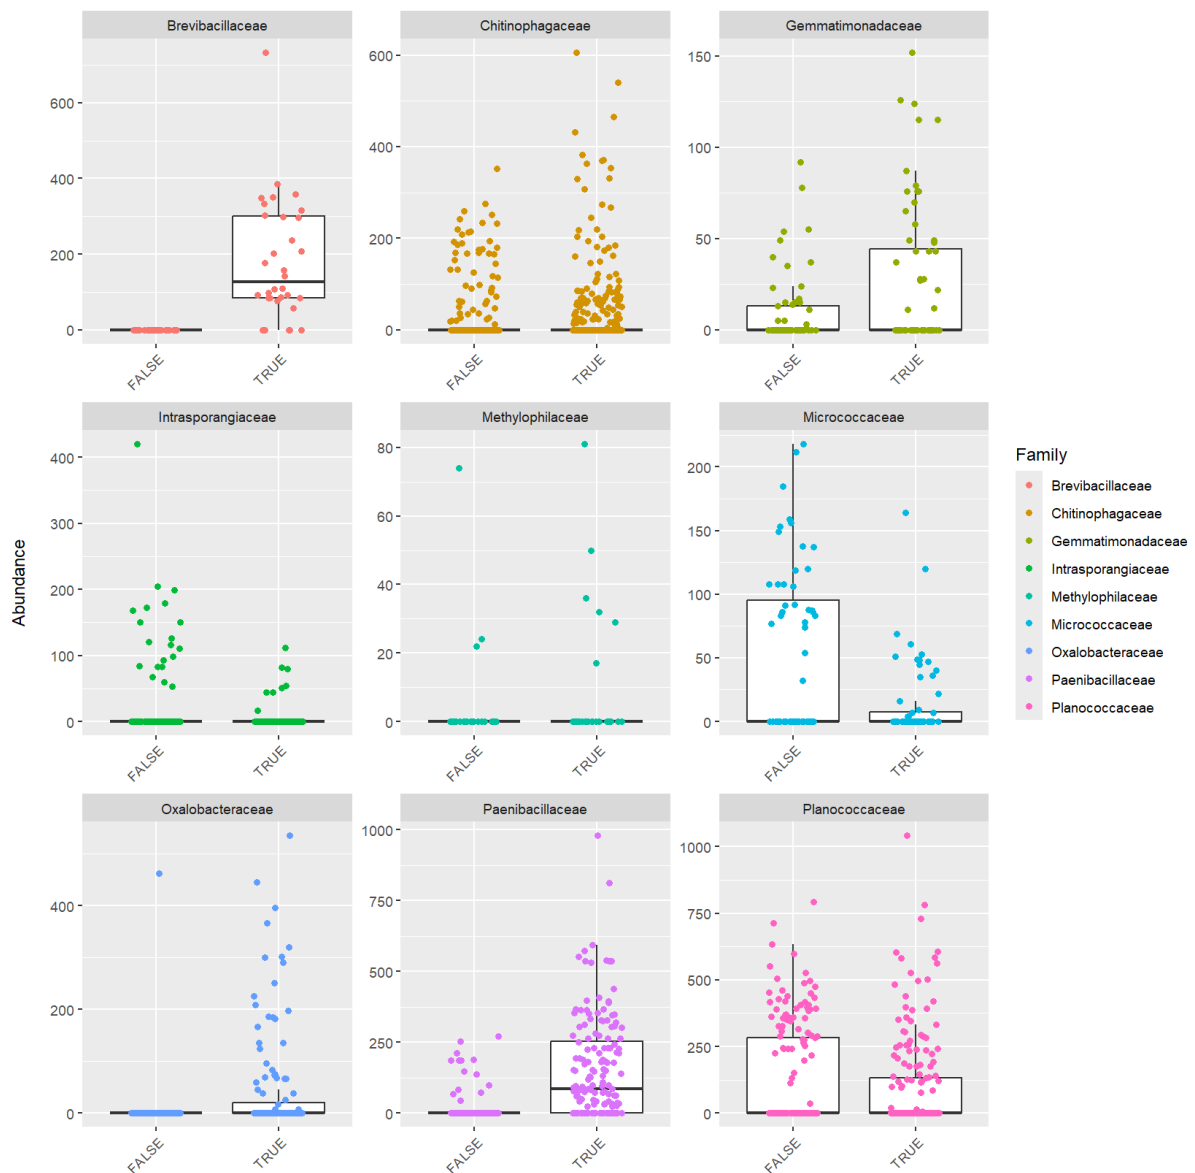 Brevibacillaceae
Chitinophagaceae
Gemmatimonadaceae
600
400
200
0
600
400
200
0
150
100
50
0
FALSE
TRUE
FALSE
TRUE
FALSE
TRUE
Intrasporangiaceae
Methylophilaceae
Micrococcaceae
400
300
200
100
0
80
60
40
20
0
200
150
100
50
0
FALSE
TRUE
FALSE
TRUE
FALSE
TRUE
Oxalobacteraceae
Paenibacillaceae
Planococcaceae
400
200
0
1000
750
500
250
0
1000
750
500
250
0
FALSE
TRUE
FALSE
TRUE
FALSE
TRUE
Abundance
Family
Brevibacillaceae
Chitinophagaceae
Gemmatimonadaceae
Intrasporangiaceae
Methylophilaceae
Micrococcaceae
Oxalobacteraceae
Paenibacillaceae
Planococcaceae